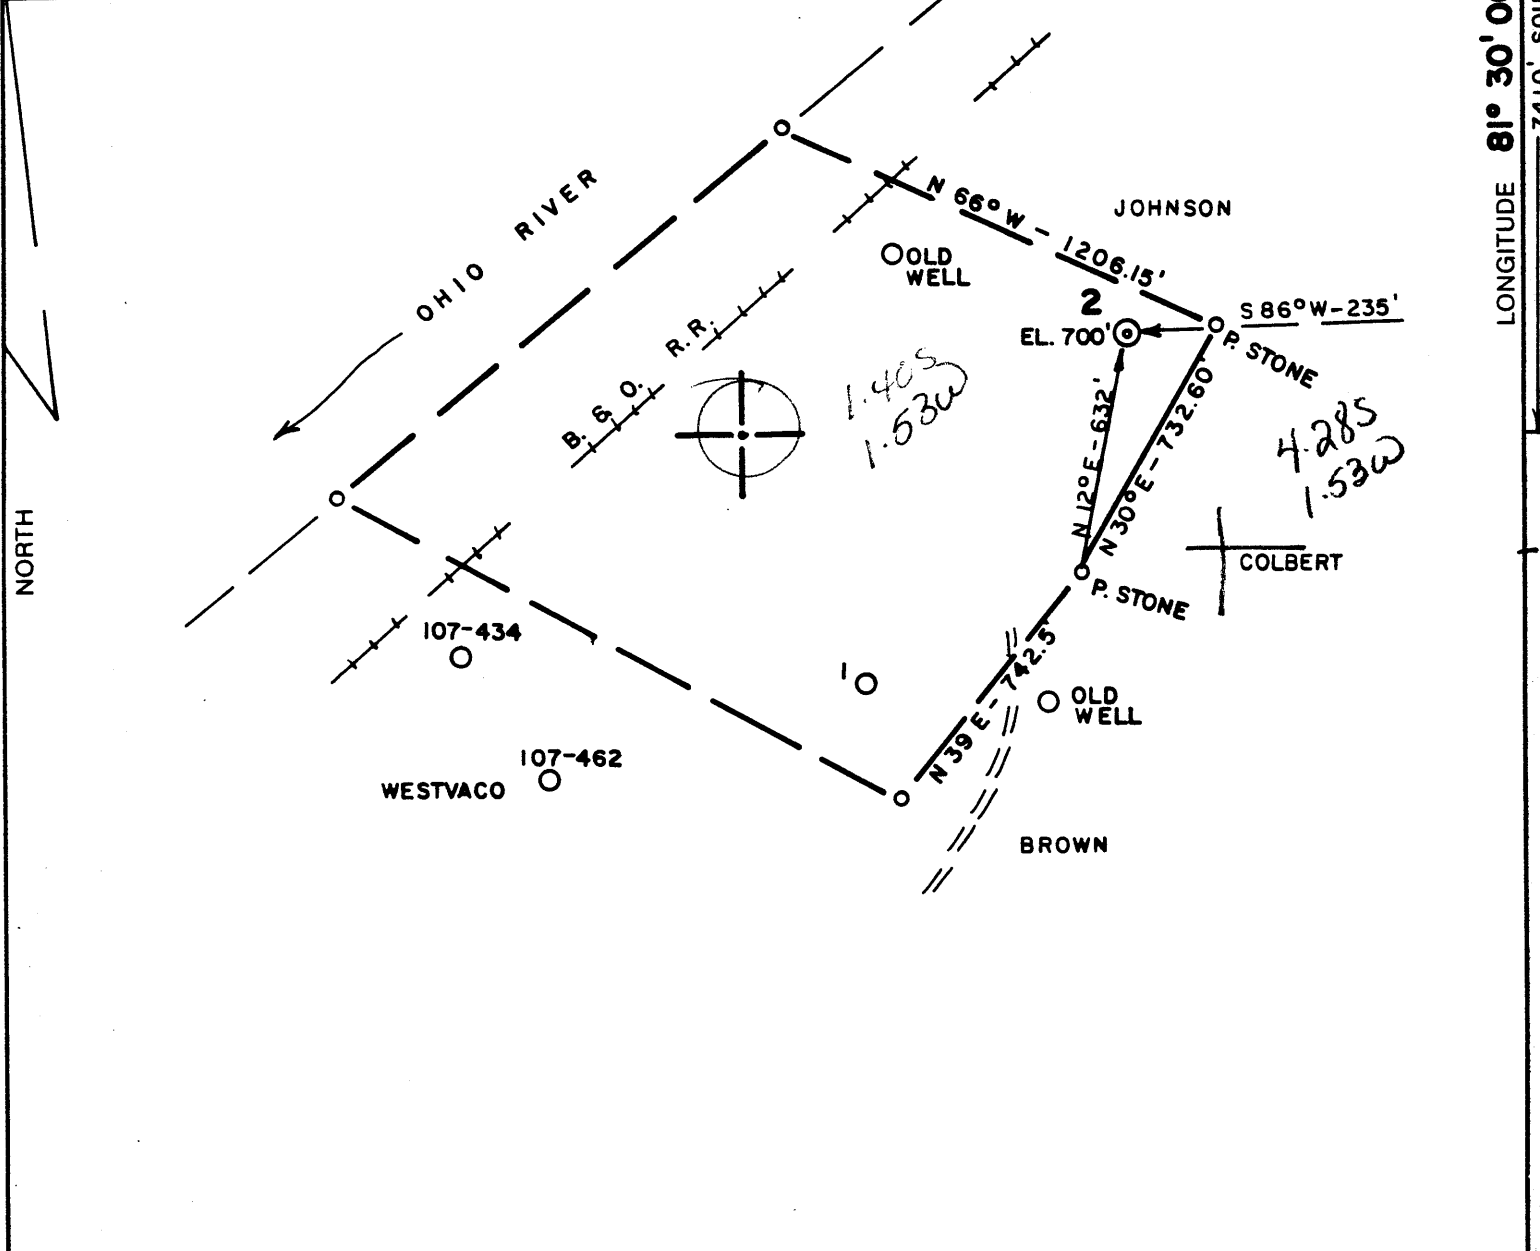 81° 30'
LONGITUDE
OHIO RIVER
N 66° W - 1206.15'
JOHNSON
OLD
WELL
2
EL. 700'
S 86° W-235'
P. STONE
B. & O. R.R.
1.40S
1.53W
N 12° E - 632'
N 30° E - 732.60'
4.28S
1.53W
NORTH
COLBERT
P. STONE
107-434
1
N 39 E - 742.5'
OLD
WELL
107-462
WESTVACO
BROWN